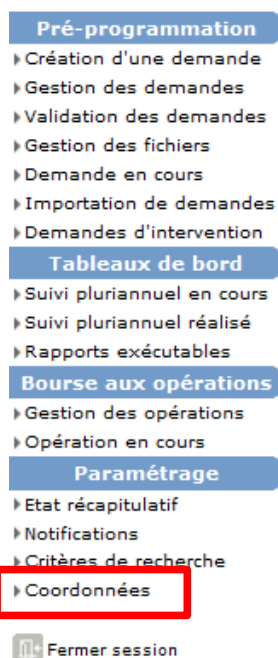 Pré-programmation
Création d'une demande
Gestion des demandes
Validation des demandes
Gestion des fichiers
Demande en cours
Importation de demandes
Demandes d'intervention
Tableaux de bord
Suivi pluriannuel en cours
Suivi pluriannuel réalisé
Rapports exécutables
Bourse aux opérations
Gestion des opérations
Opération en cours
Paramétrage
Etat récapitulatif
Notifications
Critères de recherche
Coordonnées
Fermer session